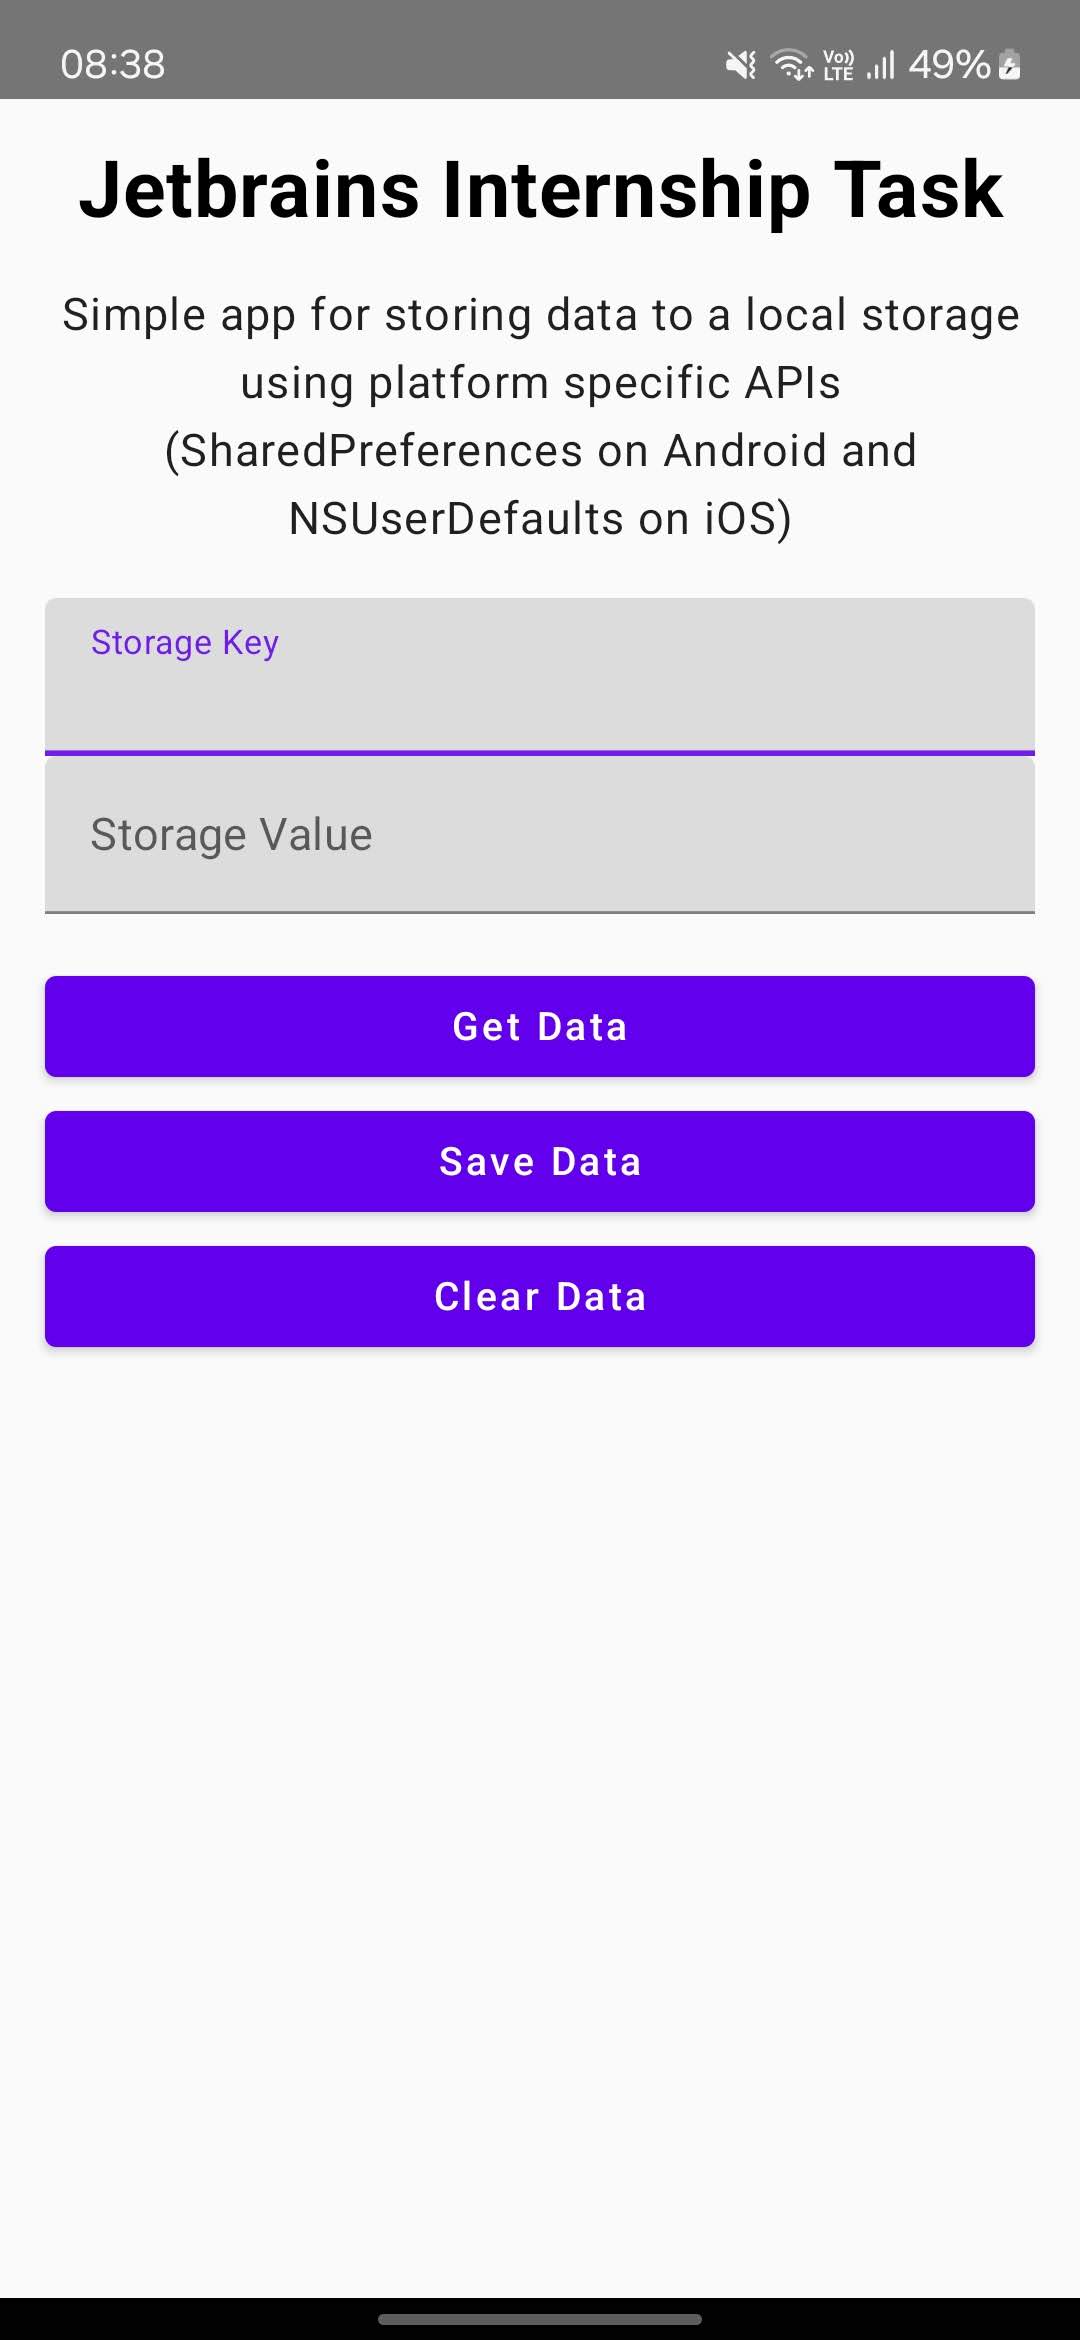 08:38
Vo)) LTE 49%
Jetbrains Internship Task
Simple app for storing data to a local storage
using platform specific APIs
(SharedPreferences on Android and
NSUserDefaults on iOS)
Storage Key
Storage Value
Get Data
Save Data
Clear Data